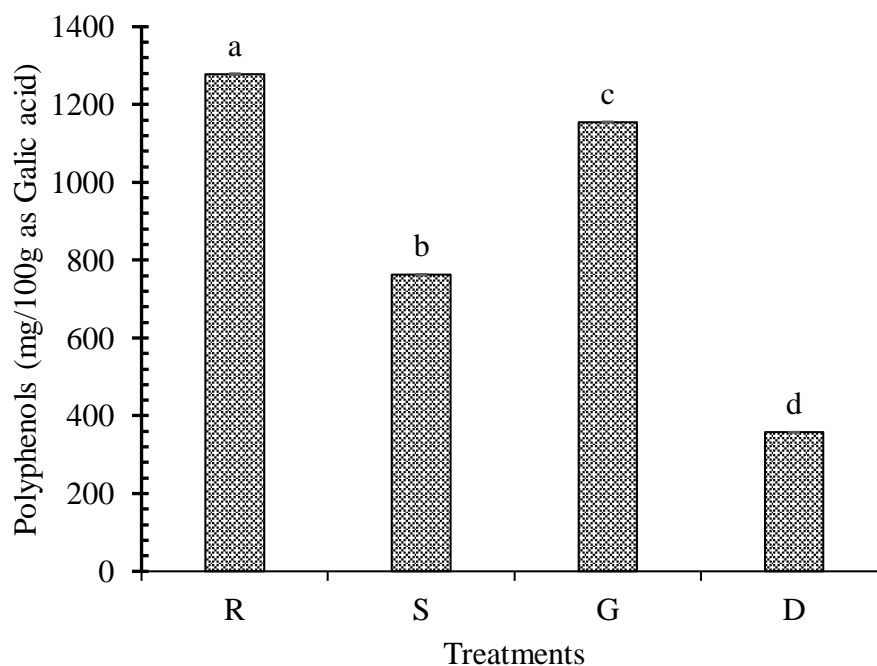 Polyphenols (mg/100g as Galic acid)
1400
1200
1000
800
600
400
200
0
a
b
c
d
R S G D
Treatments